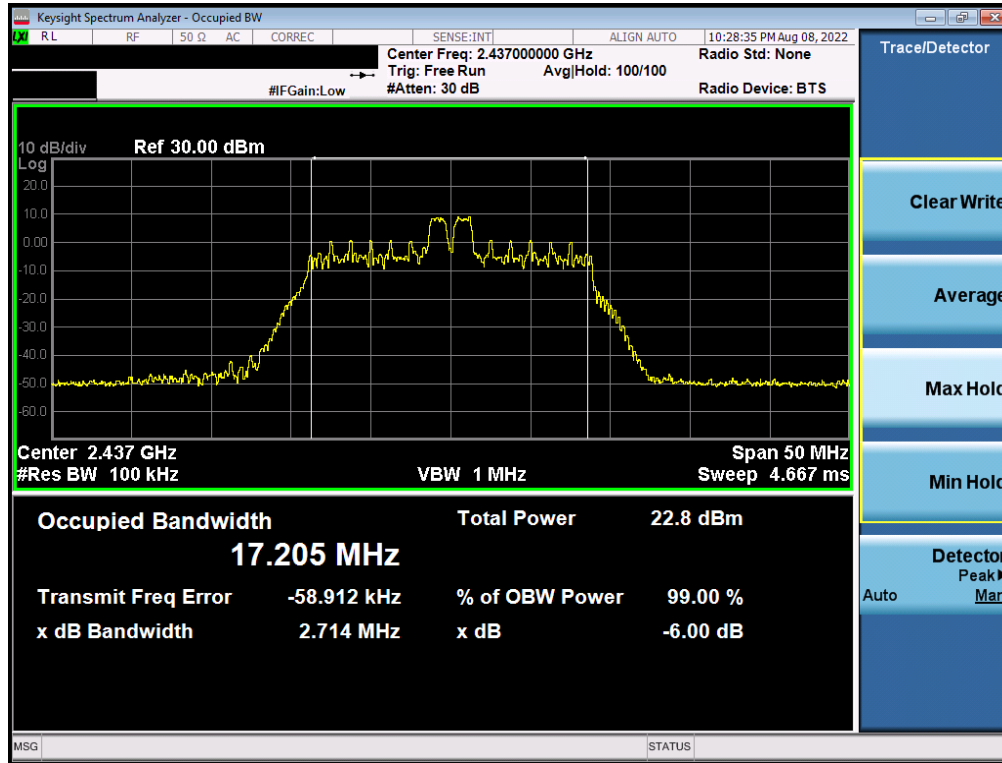 Keysight Spectrum Analyzer - Occupied BW
LXI RL RF 50 Ω AC CORREC SENSE:INT ALIGN AUTO 10:28:35 PM Aug 08, 2022
Center Freq: 2.437000000 GHz Radio Std: None
Trig: Free Run Avg|Hold: 100/100
#IFGain:Low #Atten: 30 dB Radio Device: BTS
Trace/Detector
10 dB/div Ref 30.00 dBm
Log
20.0
10.0
0.00
-10.0
-20.0
-30.0
-40.0
-50.0
-60.0
Center 2.437 GHz Span 50 MHz
#Res BW 100 kHz VBW 1 MHz Sweep 4.667 ms
Occupied Bandwidth Total Power 22.8 dBm
17.205 MHz
Transmit Freq Error -58.912 kHz % of OBW Power 99.00 %
x dB Bandwidth 2.714 MHz x dB -6.00 dB
Clear Write
Average
Max Hold
Min Hold
Detector
Peak
Auto Man
MSG STATUS